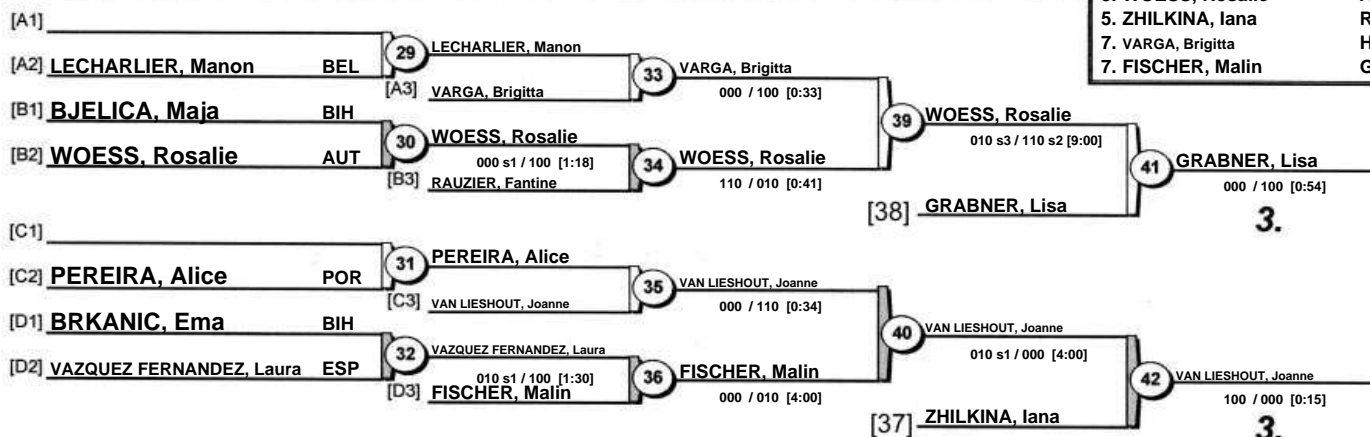 5. ZHILKINA, Iana R
7. VARGA, Brigitta H
7. FISCHER, Malin G
[A1]
[A2] LECHARLIER, Manon BEL
29
LECHARLIER, Manon
[A3] VARGA, Brigitta
33
VARGA, Brigitta
000 / 100 [0:33]
[B1] BJELICA, Maja BIH
[B2] WOESS, Rosalie AUT
30
WOESS, Rosalie
000 s1 / 100 [1:18]
[B3] RAUZIER, Fantine
34
WOESS, Rosalie
110 / 010 [0:41]
39
WOESS, Rosalie
010 s3 / 110 s2 [9:00]
[38] GRABNER, Lisa
41
GRABNER, Lisa
000 / 100 [0:54]
3.
[C1]
[C2] PEREIRA, Alice POR
31
PEREIRA, Alice
[C3] VAN LIESHOUT, Joanne
35
VAN LIESHOUT, Joanne
000 / 110 [0:34]
[D1] BRKANIC, Ema BIH
[D2] VAZQUEZ FERNANDEZ, Laura ESP
32
VAZQUEZ FERNANDEZ, Laura
010 s1 / 100 [1:30]
[D3] FISCHER, Malin
36
FISCHER, Malin
000 / 010 [4:00]
40
VAN LIESHOUT, Joanne
010 s1 / 000 [4:00]
[37] ZHILKINA, Iana
42
VAN LIESHOUT, Joanne
100 / 000 [0:15]
3.